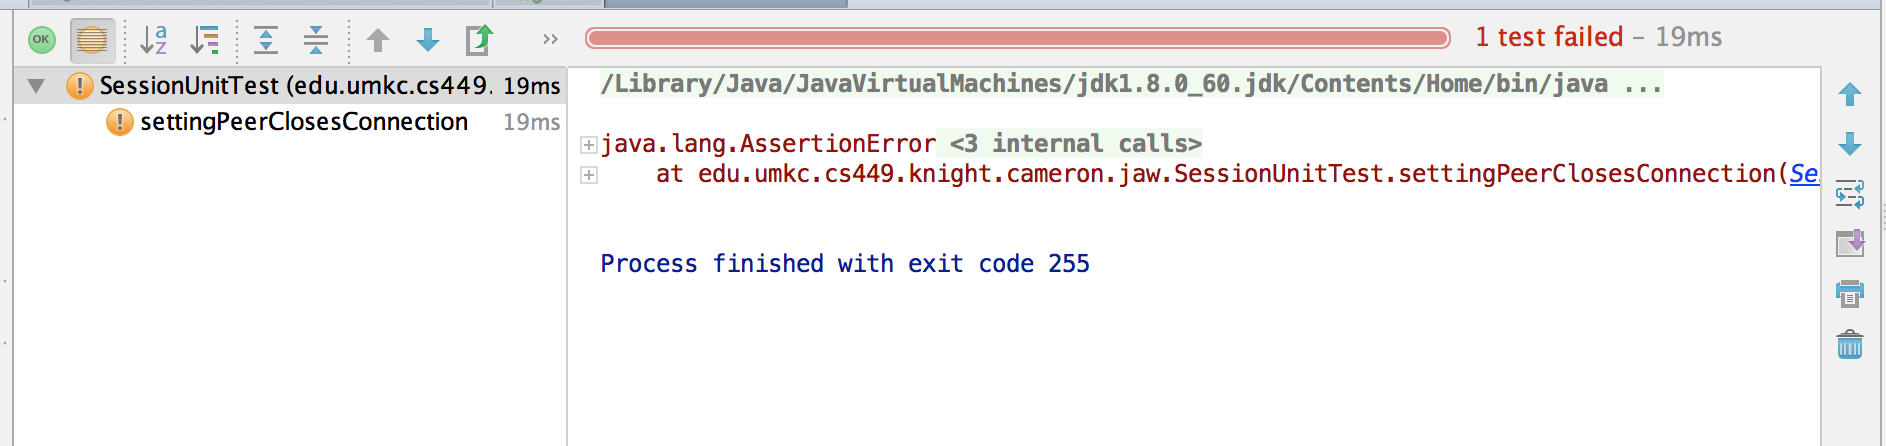 OK a z » 1 test failed – 19ms
SessionUnitTest (edu.umkc.cs449. 19ms
settingPeerClosesConnection 19ms
/Library/Java/JavaVirtualMachines/jdk1.8.0_60.jdk/Contents/Home/bin/java ...
java.lang.AssertionError <3 internal calls>
at edu.umkc.cs449.knight.cameron.jaw.SessionUnitTest.settingPeerClosesConnection(Se
Process finished with exit code 255